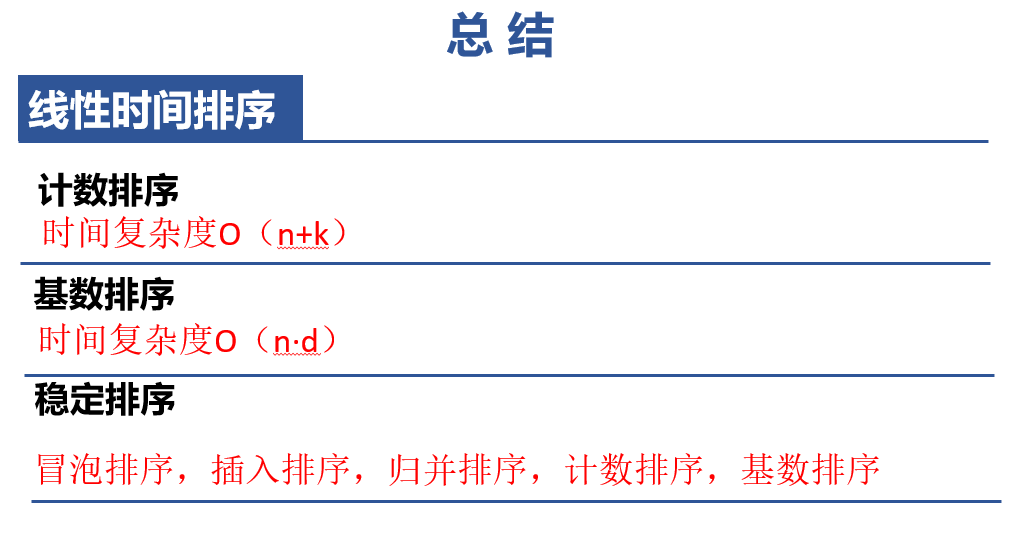 总 结
线性时间排序
计数排序
时间复杂度O（n+k）
基数排序
时间复杂度O（n·d）
稳定排序
冒泡排序，插入排序，归并排序，计数排序，基数排序